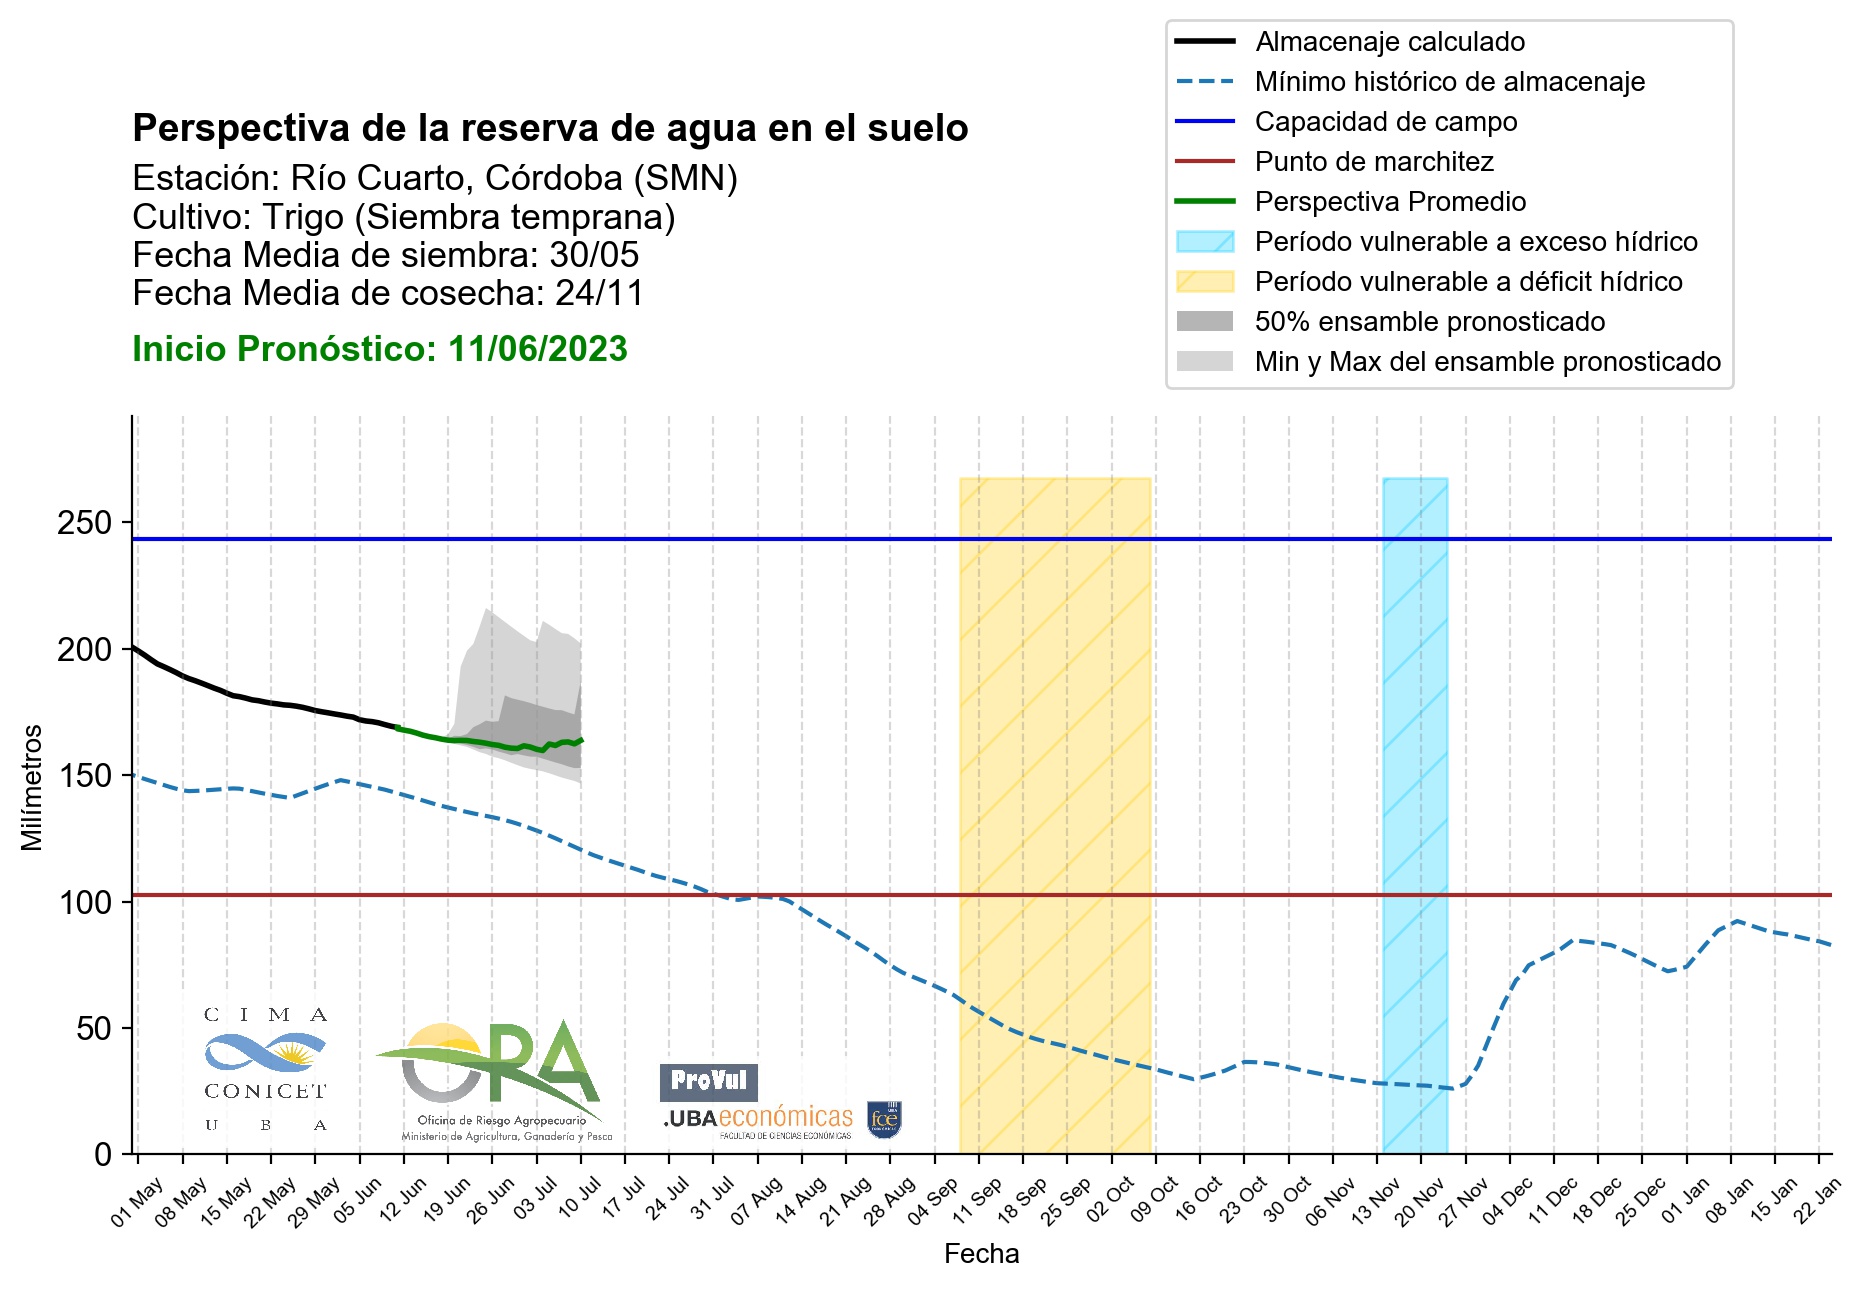 Almacenaje calculado
Mínimo histórico de almacenaje
Capacidad de campo
Punto de marchitez
Perspectiva Promedio
Período vulnerable a exceso hídrico
Período vulnerable a déficit hídrico
50% ensamble pronosticado
Min y Max del ensamble pronosticado
Perspectiva de la reserva de agua en el suelo
Estación: Río Cuarto, Córdoba (SMN)
Cultivo: Trigo (Siembra temprana)
Fecha Media de siembra: 30/05
Fecha Media de cosecha: 24/11
Inicio Pronóstico: 11/06/2023
Milímetros
250
200
150
100
50
0
CIMA
CONICET
UBA
ORA
Oficina de Riesgo Agropecuario
Ministerio de Agricultura, Ganadería y Pesca
ProVul
.UBAeconómicas
FACULTAD DE CIENCIAS ECONÓMICAS
UBA
fce
ECONÓMICAS
01 May
08 May
15 May
22 May
29 May
05 Jun
12 Jun
19 Jun
26 Jun
03 Jul
10 Jul
17 Jul
24 Jul
31 Jul
07 Aug
14 Aug
21 Aug
28 Aug
04 Sep
11 Sep
18 Sep
25 Sep
02 Oct
09 Oct
16 Oct
23 Oct
30 Oct
06 Nov
13 Nov
20 Nov
27 Nov
04 Dec
11 Dec
18 Dec
25 Dec
01 Jan
08 Jan
15 Jan
22 Jan
Fecha